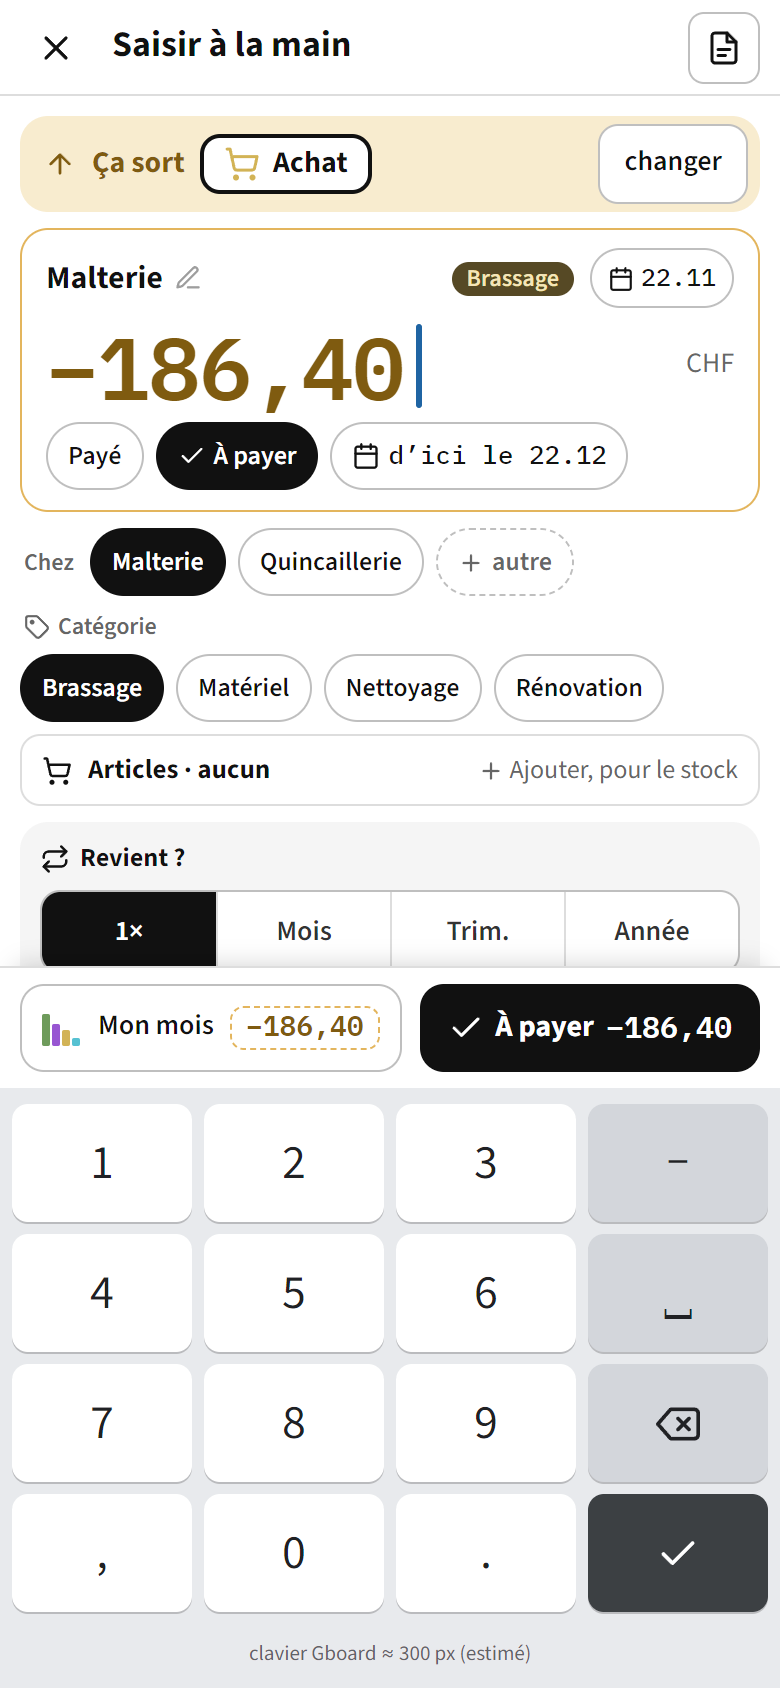 Saisir à la main
Ça sort Achat changer
Malterie Brassage 22.11
−186,40 CHF
Payé À payer d’ici le 22.12
Chez Malterie Quincaillerie + autre
Catégorie
Brassage Matériel Nettoyage Rénovation
Articles · aucun + Ajouter, pour le stock
Revient ?
1× Mois Trim. Année
Mon mois −186,40 À payer −186,40
1 2 3 −
4 5 6 ⎵
7 8 9
, 0 .
clavier Gboard ≈ 300 px (estimé)